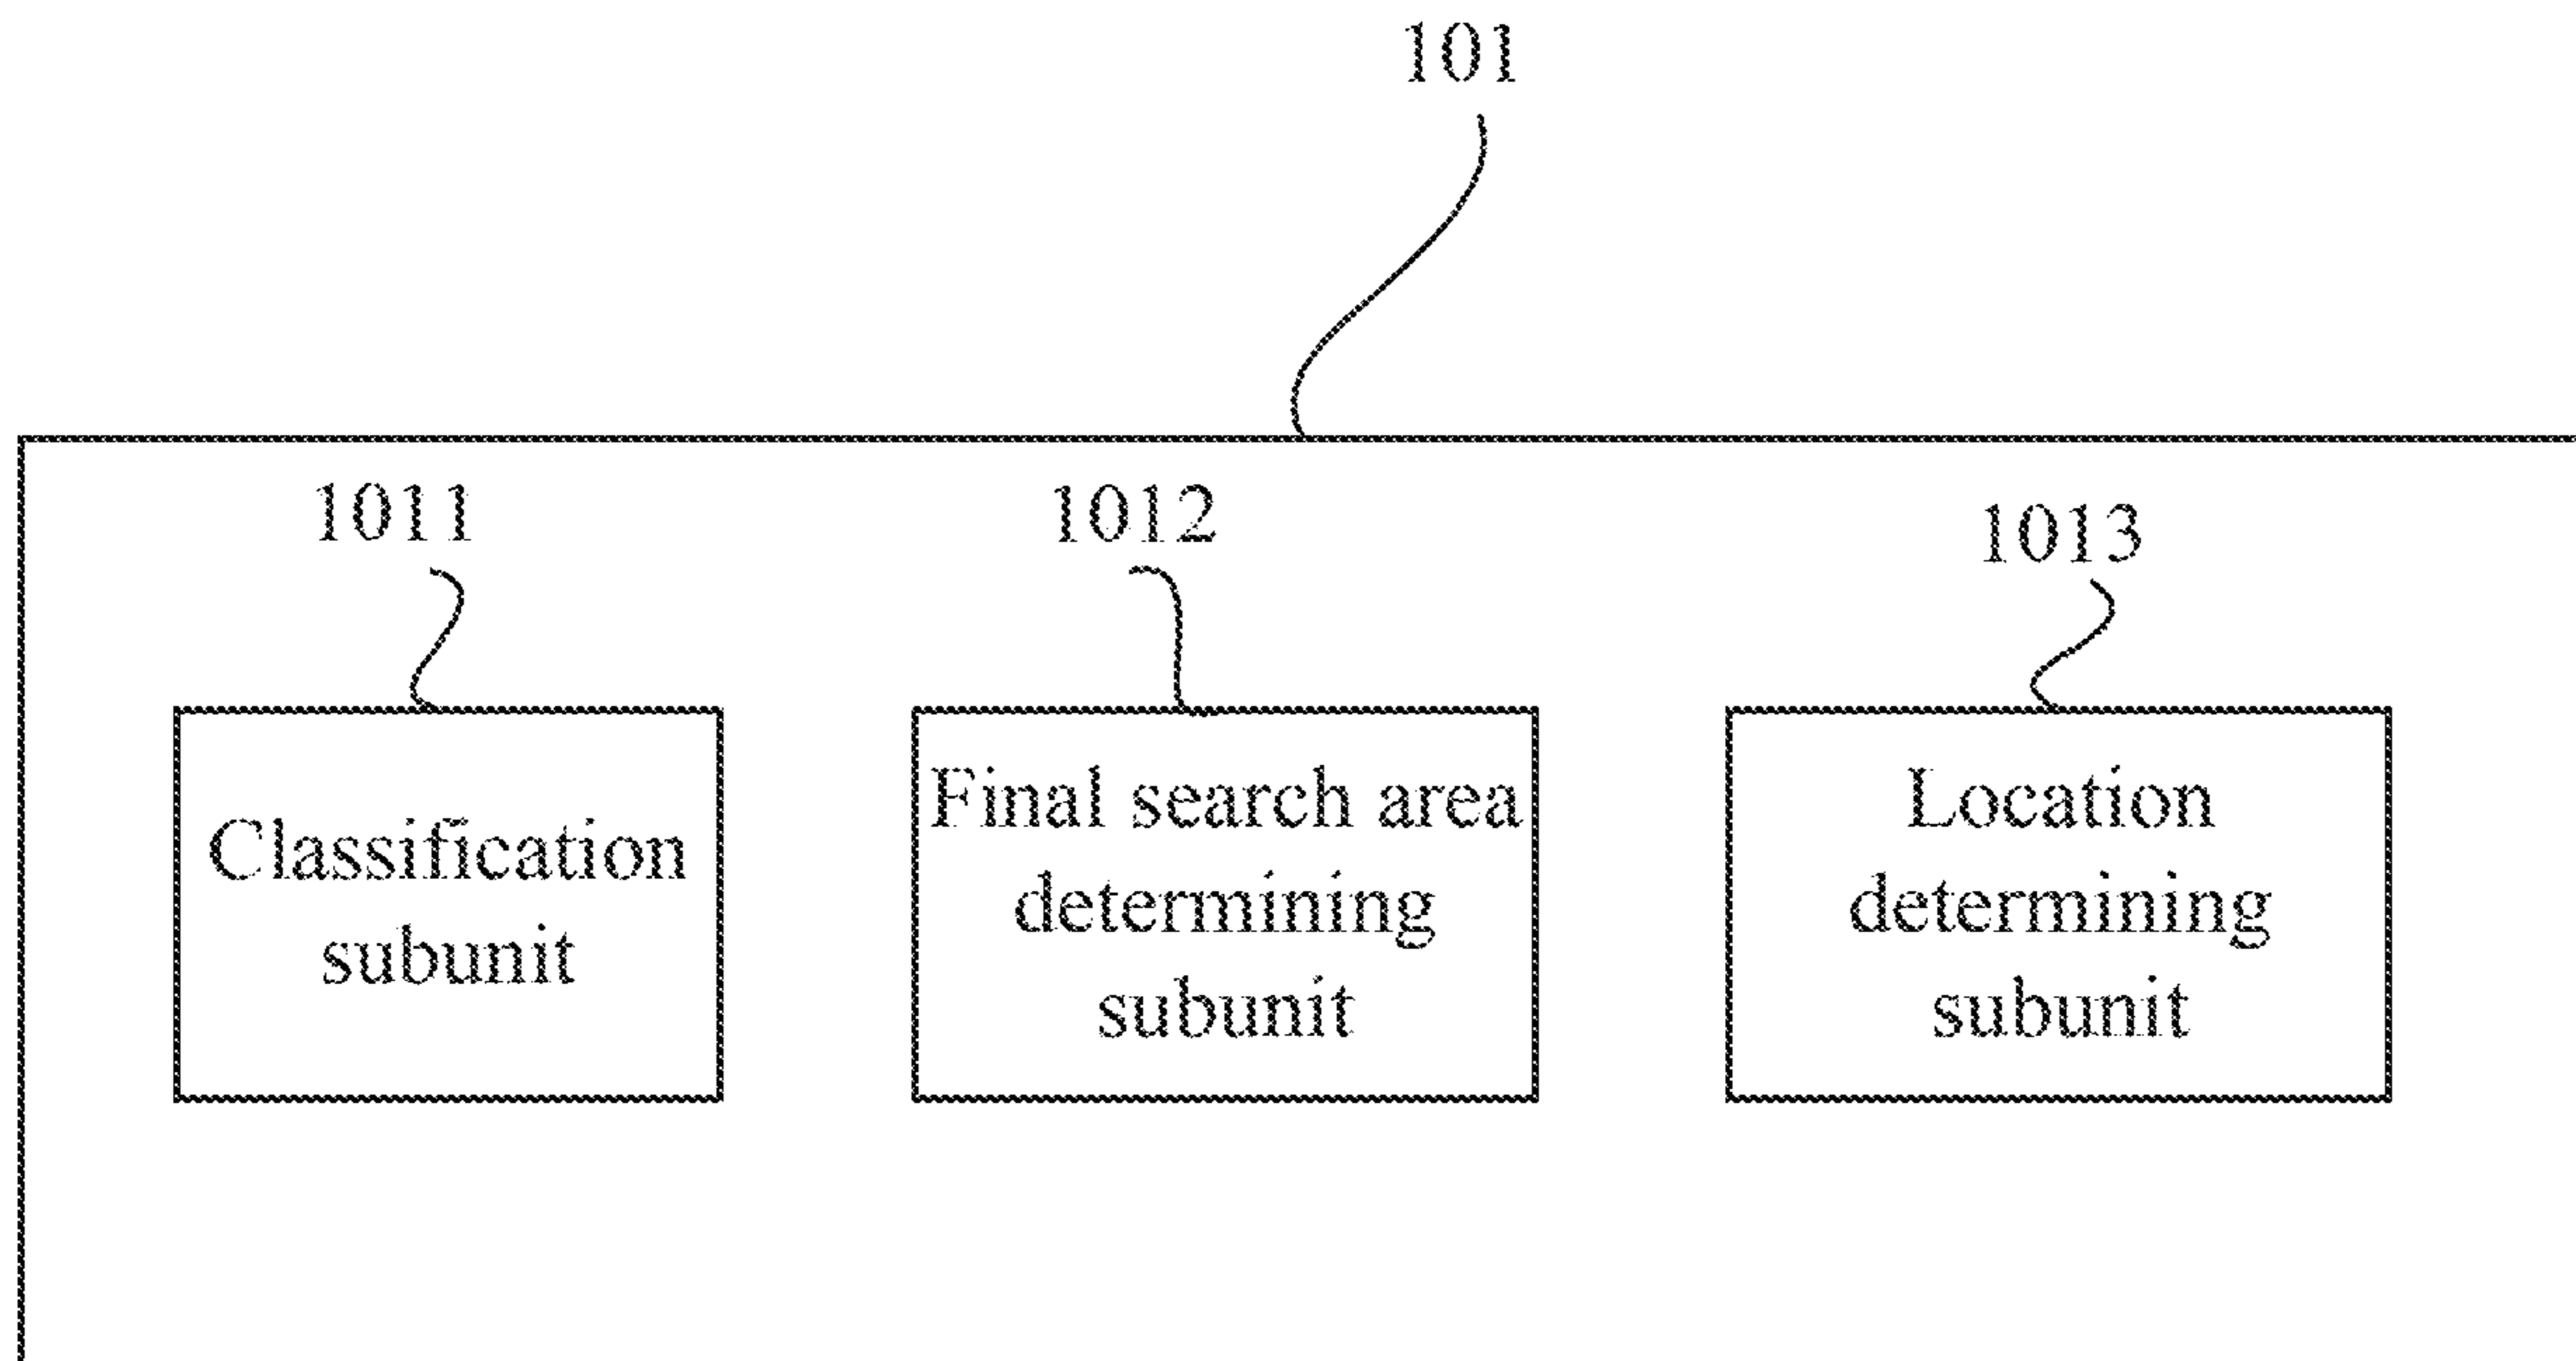 101
1011
1012
1013
Classification
subunit
Final search area
determining
subunit
Location
determining
subunit